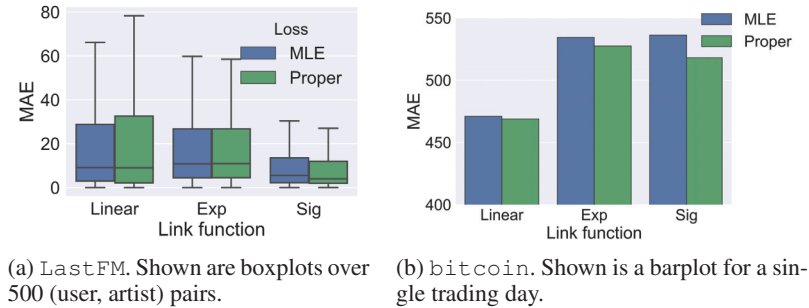 80
60
40
20
0
MAE
Loss
MLE
Proper
Linear Exp Sig
Link function
(a) LastFM. Shown are boxplots over
500 (user, artist) pairs.
550
500
450
400
MAE
MLE
Proper
Linear Exp Sig
Link function
(b) bitcoin. Shown is a barplot for a sin-
gle trading day.